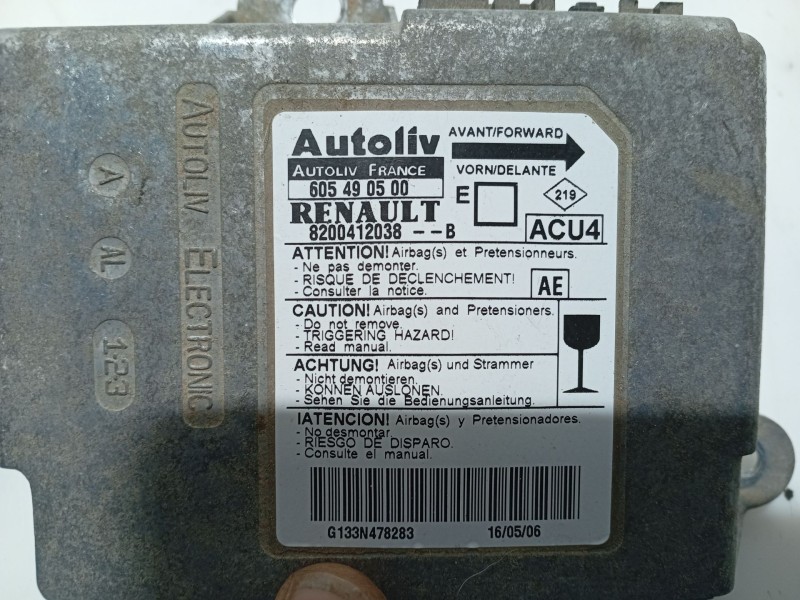 AUTOLIV ELECTRONIC
A
AL
123
Autoliv
AUTOLIV FRANCE
605 49 05 00
RENAULT
8200412038 --B
AVANT/FORWARD
VORN/DELANTE
E
219
ACU4
ATTENTION! Airbag(s) et Pretensionneurs.
- Ne pas demonter.
- RISQUE DE DECLENCHEMENT!
- Consulter la notice.
AE
CAUTION! Airbag(s) and Pretensioners.
- Do not remove.
- TRIGGERING HAZARD!
- Read manual.
ACHTUNG! Airbag(s) und Strammer
- Nicht demontieren.
- KONNEN AUSLONEN.
- Sehen Sie die Bedienungsanleitung.
!ATENCION! Airbag(s) y Pretensionadores.
- No desmontar.
- RIESGO DE DISPARO.
- Consulte el manual.
G133N478283
16/05/06